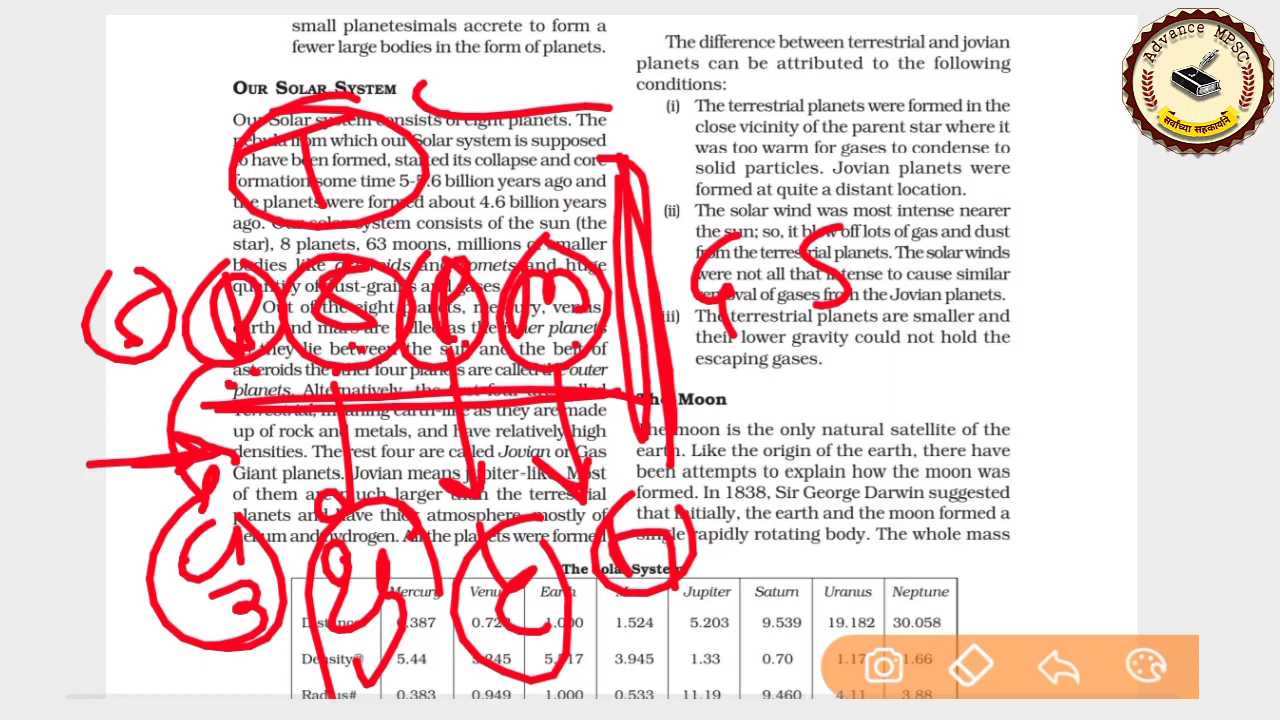 small planetesimals accrete to form a
fewer large bodies in the form of planets.
OUR SOLAR SYSTEM
Our Solar system consists of eight planets. The
nebula from which our Solar system is supposed
to have been formed, started its collapse and core
formation some time 5-5.6 billion years ago and
the planets were formed about 4.6 billion years
ago. Our solar system consists of the sun (the
star), 8 planets, 63 moons, millions of smaller
bodies like asteroids and comets and huge
quantity of dust-grains and gases.
Out of the eight planets, mercury, venus,
earth and mars are called as the inner planets
as they lie between the sun and the belt of
asteroids the other four planets are called the outer
planets. Alternatively, the first four are called
Terrestrial, meaning earth-like as they are made
up of rock and metals, and have relatively high
densities. The rest four are called Jovian or Gas
Giant planets. Jovian means jupiter-like. Most
of them are much larger than the terrestrial
planets and have thick atmosphere, mostly of
helium and hydrogen. All the planets were formed
The difference between terrestrial and jovian
planets can be attributed to the following
conditions:
(i) The terrestrial planets were formed in the
close vicinity of the parent star where it
was too warm for gases to condense to
solid particles. Jovian planets were
formed at quite a distant location.
(ii) The solar wind was most intense nearer
the sun; so, it blew off lots of gas and dust
from the terrestrial planets. The solar winds
were not all that intense to cause similar
removal of gases from the Jovian planets.
(iii) The terrestrial planets are smaller and
their lower gravity could not hold the
escaping gases.
The Moon
The moon is the only natural satellite of the
earth. Like the origin of the earth, there have
been attempts to explain how the moon was
formed. In 1838, Sir George Darwin suggested
that initially, the earth and the moon formed a
single rapidly rotating body. The whole mass
The Solar System
Mercury Venus Earth Mars Jupiter Saturn Uranus Neptune
Distance 0.387 0.723 1.000 1.524 5.203 9.539 19.182 30.058
Density@ 5.44 5.245 5.517 3.945 1.33 0.70 1.17 1.66
Radius# 0.383 0.949 1.000 0.533 11.19 9.460 4.11 3.88
Advance MPSC
सर्वांच्या सहकार्याने
T
S